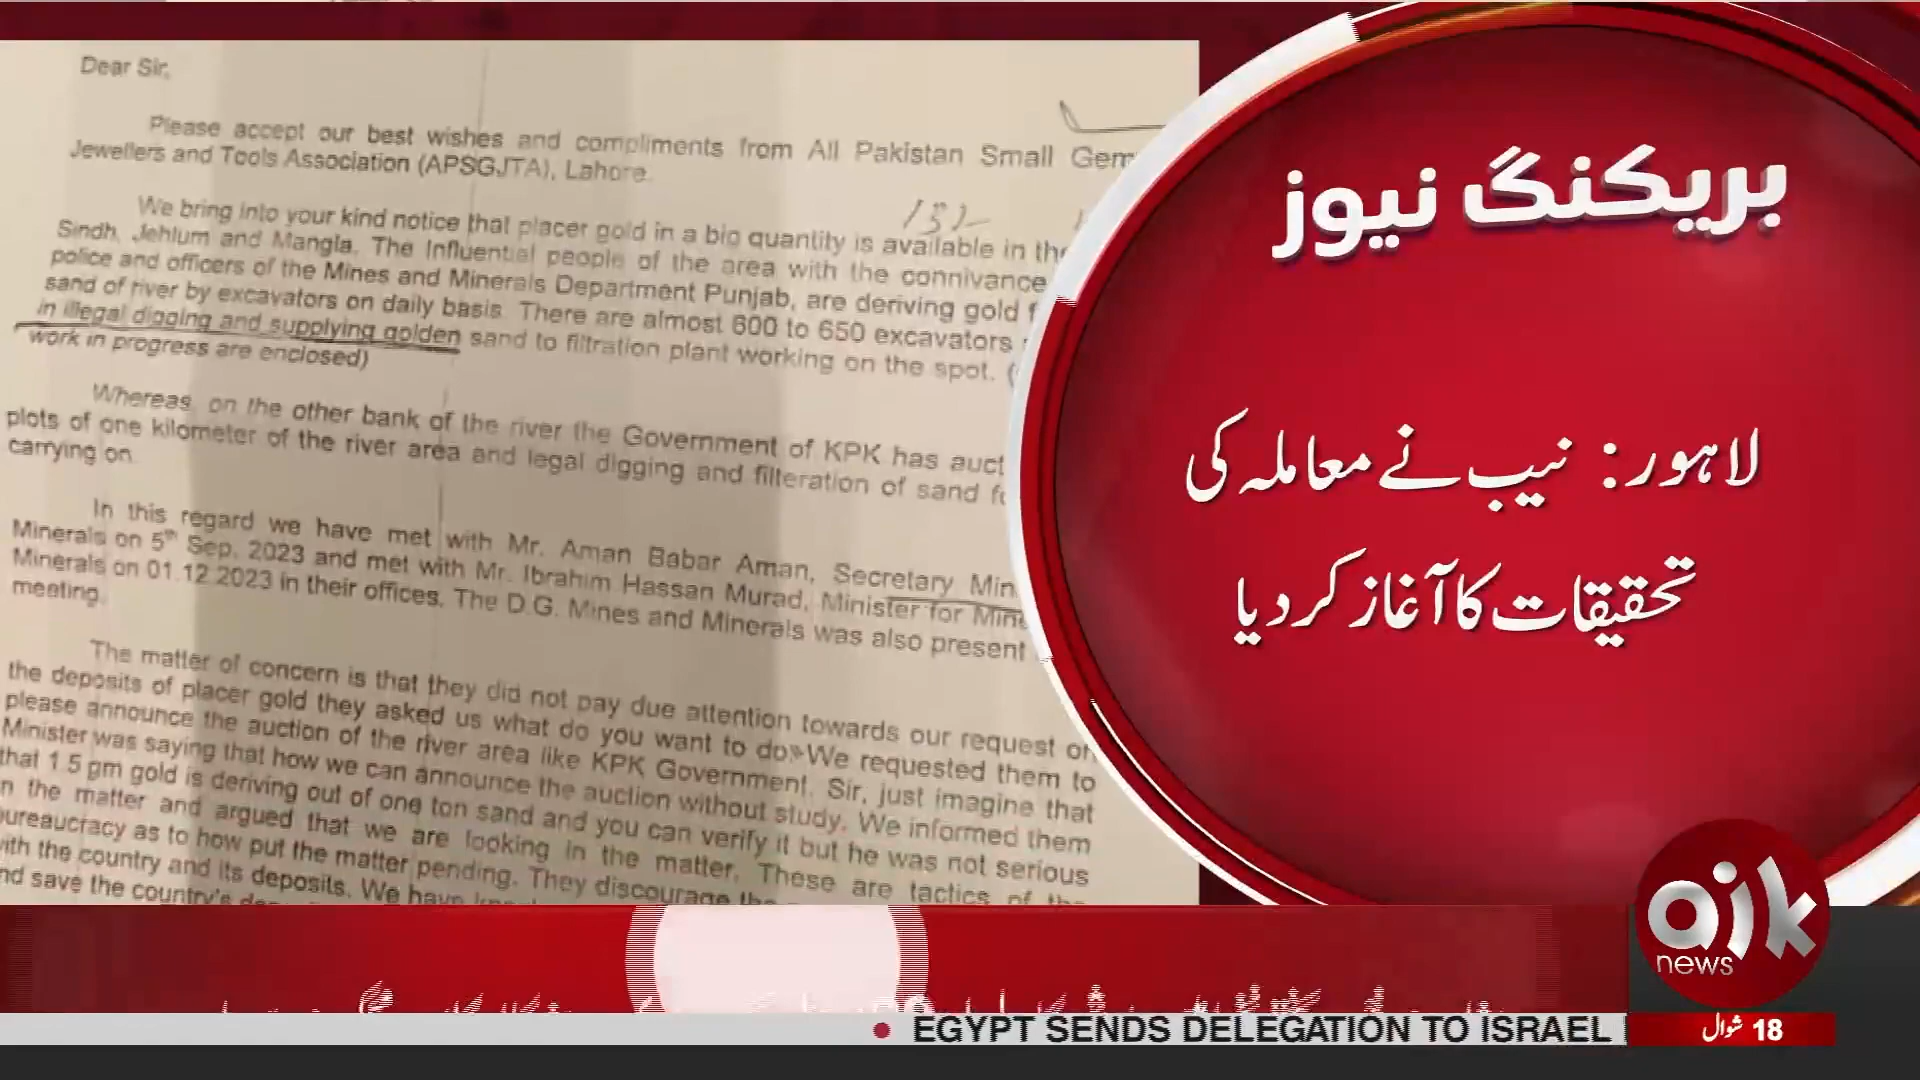 Dear Sir,
Please accept our best wishes and compliments from All Pakistan Small Gem
Jewellers and Tools Association (APSGJTA), Lahore.
We bring into your kind notice that placer gold in a big quantity is available in the
Sindh, Jehlum and Mangla. The Influential people of the area with the connivance
police and officers of the Mines and Minerals Department Punjab, are deriving gold
sand of river by excavators on daily basis. There are almost 600 to 650 excavators
in illegal digging and supplying golden sand to filtration plant working on the spot. (
work in progress are enclosed)
Whereas, on the other bank of the river the Government of KPK has auct
plots of one kilometer of the river area and legal digging and filteration of sand
carrying on.
In this regard we have met with Mr. Aman Babar Aman, Secretary Min
Minerals on 5th Sep, 2023 and met with Mr. Ibrahim Hassan Murad, Minister for Mine
Minerals on 01.12.2023 in their offices. The D.G. Mines and Minerals was also present
meeting.
The matter of concern is that they did not pay due attention towards our request on
the deposits of placer gold they asked us what do you want to do. We requested them to
please announce the auction of the river area like KPK Government. Sir, just imagine that
Minister was saying that how we can announce the auction without study. We informed them
that 1.5 gm gold is deriving out of one ton sand and you can verify it but he was not serious
n the matter and argued that we are looking in the matter. These are tactics of the
bureaucracy as to how put the matter pending. They discourage the
with the country and its deposits. We have
nd save the country's
بریکنگ نیوز
لاہور: نیب نے معاملہ کی
تحقیقات کا آغاز کر دیا
ajk
news
EGYPT SENDS DELEGATION TO ISRAEL
18 شوال